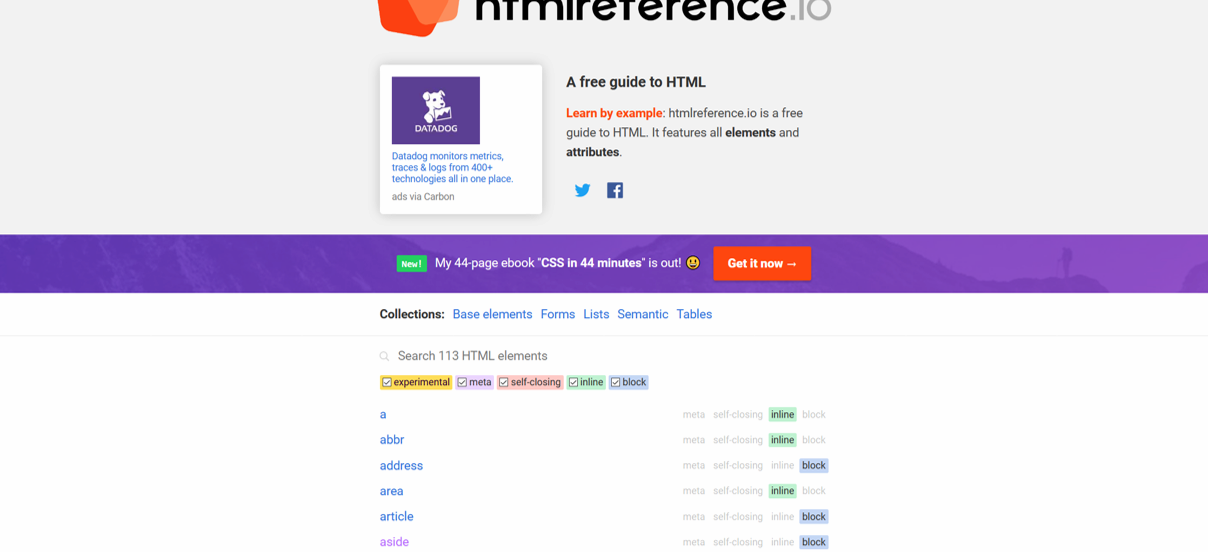 htmlreference.io
DATADOG
Datadog monitors metrics,
traces & logs from 400+
technologies all in one place.
ads via Carbon
A free guide to HTML
Learn by example: htmlreference.io is a free
guide to HTML. It features all elements and
attributes.
New! My 44-page ebook "CSS in 44 minutes" is out! 😃 Get it now →
Collections: Base elements Forms Lists Semantic Tables
Search 113 HTML elements
experimental meta self-closing inline block
a meta self-closing inline block
abbr meta self-closing inline block
address meta self-closing inline block
area meta self-closing inline block
article meta self-closing inline block
aside meta self-closing inline block